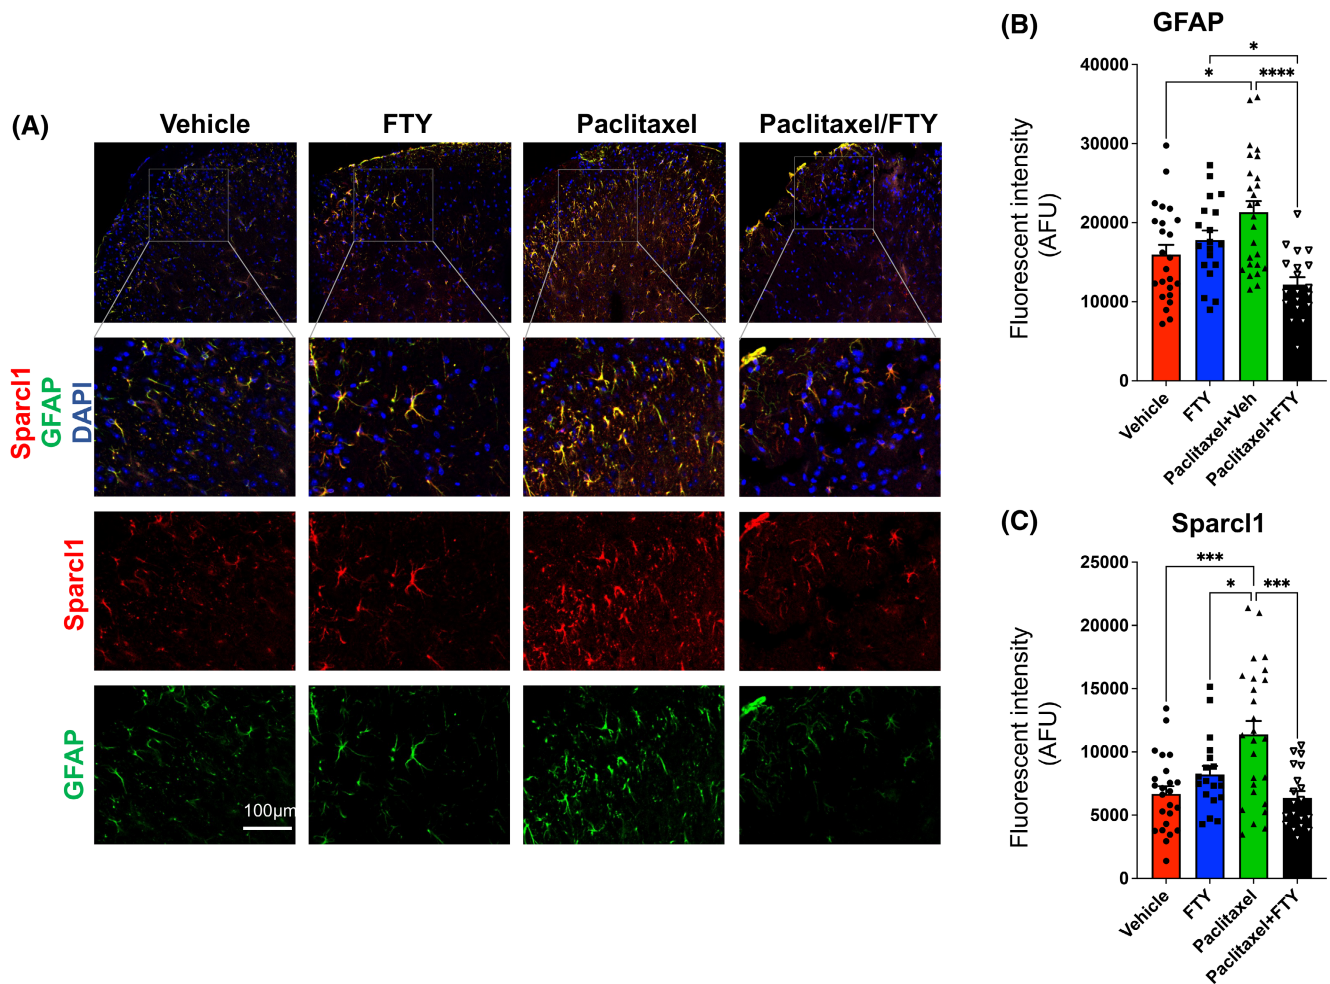 (A)
Vehicle
FTY
Paclitaxel
Paclitaxel/FTY
Sparcl1
GFAP
DAPI
Sparcl1
GFAP
100µm
(B)
GFAP
Fluorescent intensity
(AFU)
40000
30000
20000
10000
0
*
*
****
Vehicle
FTY
Paclitaxel+Veh
Paclitaxel+FTY
(C)
Sparcl1
Fluorescent intensity
(AFU)
25000
20000
15000
10000
5000
0
***
*
***
Vehicle
FTY
Paclitaxel
Paclitaxel+FTY